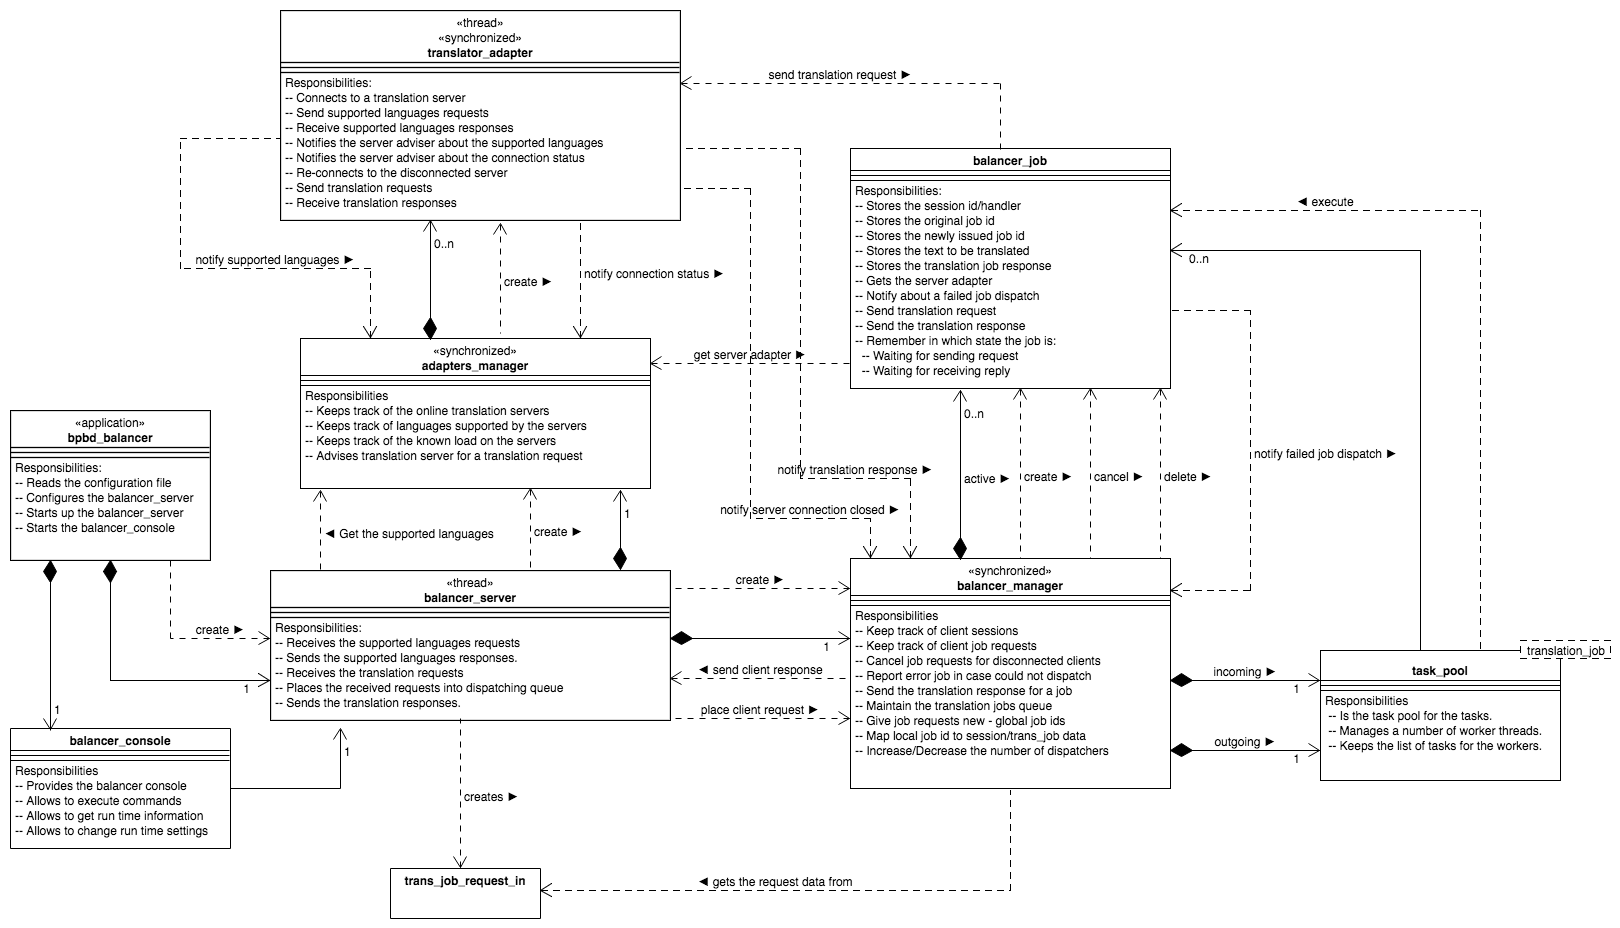 «thread»
«synchronized»
translator_adapter
Responsibilities:
-- Connects to a translation server
-- Send supported languages requests
-- Receive supported languages responses
-- Notifies the server adviser about the supported languages
-- Notifies the server adviser about the connection status
-- Re-connects to the disconnected server
-- Send translation requests
-- Receive translation responses
send translation request ►
balancer_job
Responsibilities:
-- Stores the session id/handler
-- Stores the original job id
-- Stores the newly issued job id
-- Stores the text to be translated
-- Stores the translation job response
-- Gets the server adapter
-- Notify about a failed job dispatch
-- Send translation request
-- Send the translation response
-- Remember in which state the job is:
-- Waiting for sending request
-- Waiting for receiving reply
◄ execute
0..n
notify supported languages ►
0..n
create ►
notify connection status ►
get server adapter ►
«synchronized»
adapters_manager
Responsibilities
-- Keeps track of the online translation servers
-- Keeps track of languages supported by the servers
-- Keeps track of the known load on the servers
-- Advises translation server for a translation request
«application»
bpbd_balancer
Responsibilities:
-- Reads the configuration file
-- Configures the balancer_server
-- Starts up the balancer_server
-- Starts the balancer_console
0..n
notify translation response ►
notify server connection closed ►
active ►
create ►
cancel ►
delete ►
notify failed job dispatch ►
◄ Get the supported languages
create ►
1
«thread»
balancer_server
Responsibilities:
-- Receives the supported languages requests
-- Sends the supported languages responses.
-- Receives the translation requests
-- Places the received requests into dispatching queue
-- Sends the translation responses.
create ►
1
◄ send client response
place client request ►
«synchronized»
balancer_manager
Responsibilities
-- Keep track of client sessions
-- Keep track of client job requests
-- Cancel job requests for disconnected clients
-- Report error job in case could not dispatch
-- Send the translation response for a job
-- Maintain the translation jobs queue
-- Give job requests new - global job ids
-- Map local job id to session/trans_job data
-- Increase/Decrease the number of dispatchers
incoming ►
1
outgoing ►
1
translation_job
task_pool
Responsibilities
-- Is the task pool for the tasks.
-- Manages a number of worker threads.
-- Keeps the list of tasks for the workers.
create ►
1
1
balancer_console
Responsibilities
-- Provides the balancer console
-- Allows to execute commands
-- Allows to get run time information
-- Allows to change run time settings
1
creates ►
trans_job_request_in
◄ gets the request data from